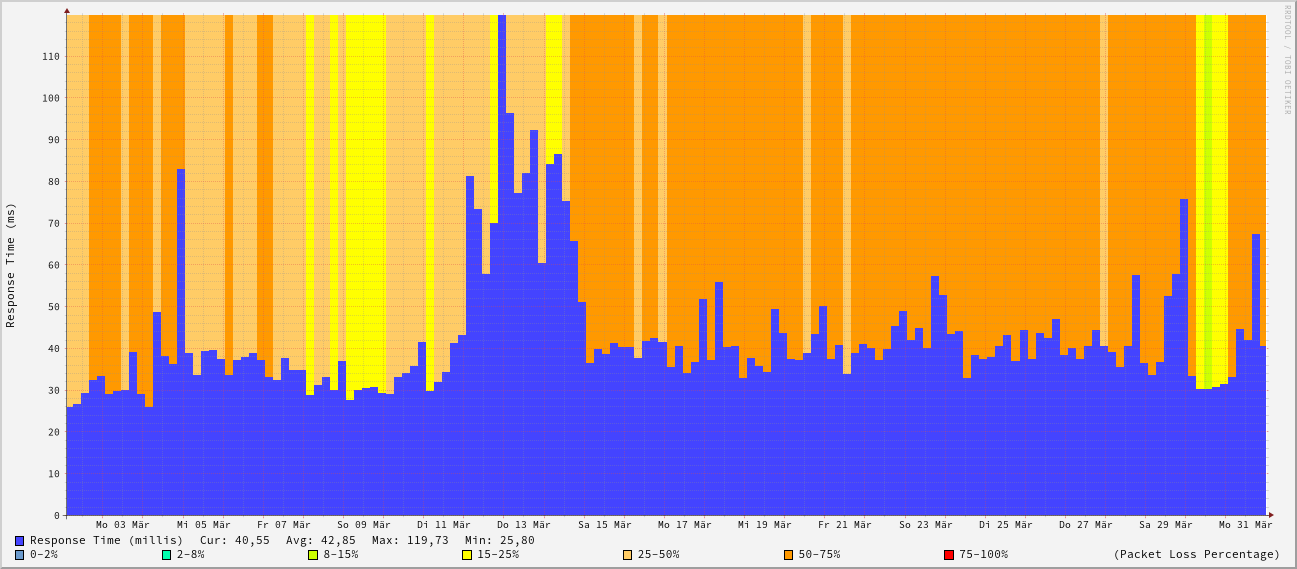 RRDTOOL / TOBI OETIKER
Response Time (ms)
110
100
90
80
70
60
50
40
30
20
10
0
Mo 03 Mär Mi 05 Mär Fr 07 Mär So 09 Mär Di 11 Mär Do 13 Mär Sa 15 Mär Mo 17 Mär Mi 19 Mär Fr 21 Mär So 23 Mär Di 25 Mär Do 27 Mär Sa 29 Mär Mo 31 Mär
Response Time (millis) Cur: 40,55 Avg: 42,85 Max: 119,73 Min: 25,80
0-2% 2-8% 8-15% 15-25% 25-50% 50-75% 75-100% (Packet Loss Percentage)